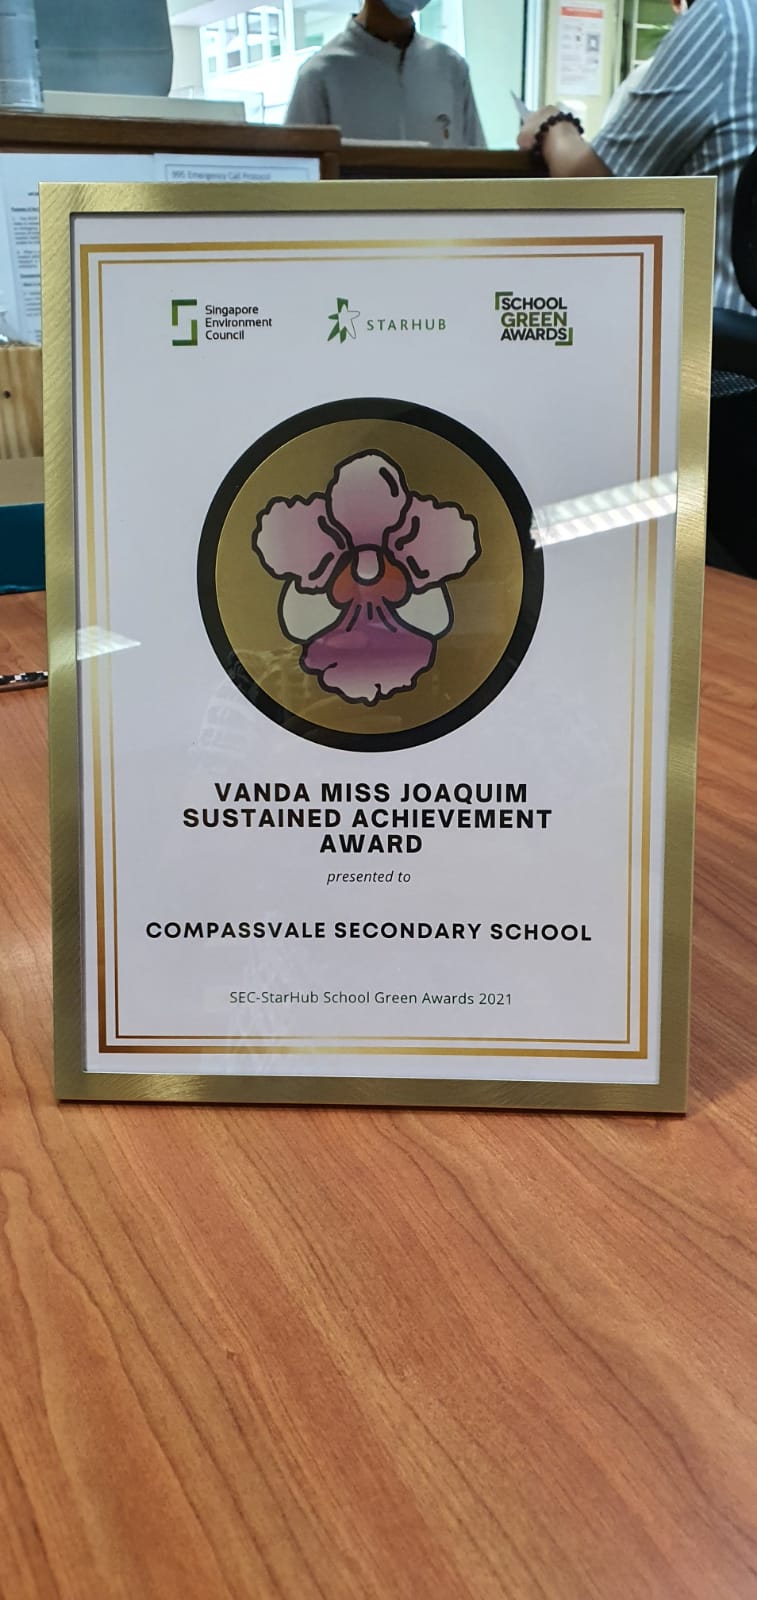 995 Emergency Call Protocol
Singapore
Environment
Council
STARHUB
SCHOOL
GREEN
AWARDS
VANDA MISS JOAQUIM
SUSTAINED ACHIEVEMENT
AWARD
presented to
COMPASSVALE SECONDARY SCHOOL
SEC-StarHub School Green Awards 2021